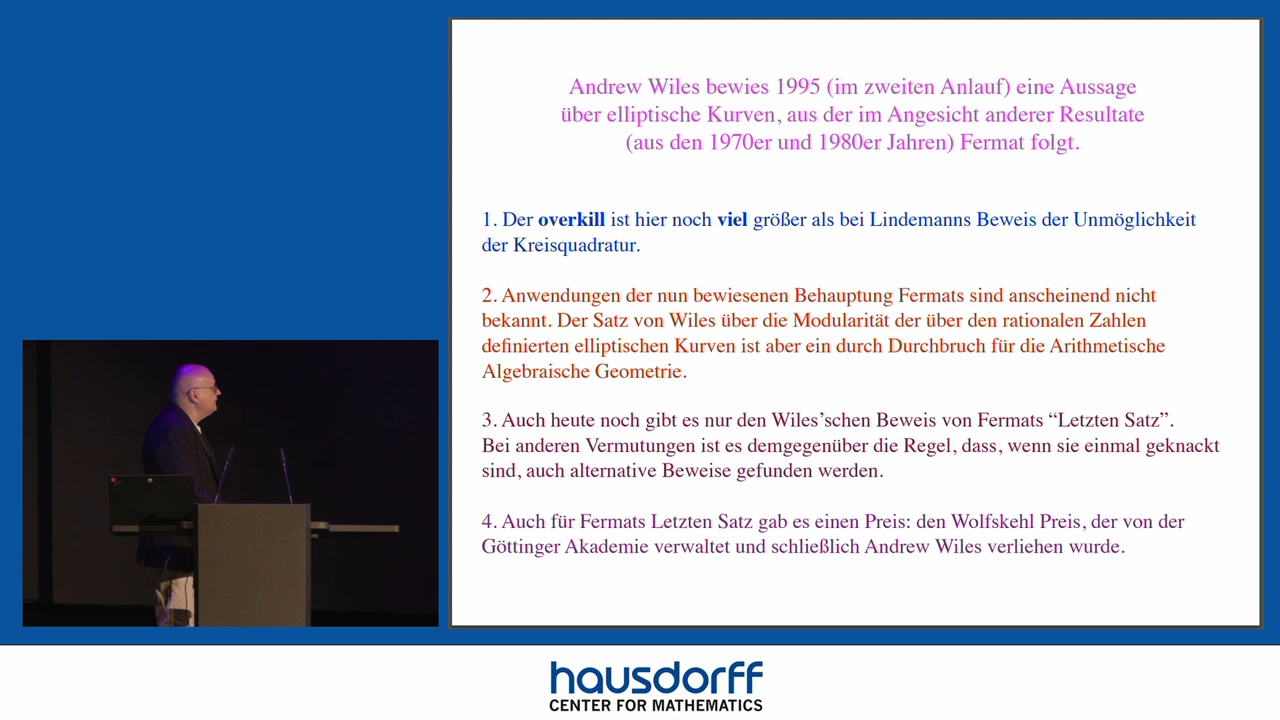 Andrew Wiles bewies 1995 (im zweiten Anlauf) eine Aussage
über elliptische Kurven, aus der im Angesicht anderer Resultate
(aus den 1970er und 1980er Jahren) Fermat folgt.
1. Der overkill ist hier noch viel größer als bei Lindemanns Beweis der Unmöglichkeit
der Kreisquadratur.
2. Anwendungen der nun bewiesenen Behauptung Fermats sind anscheinend nicht
bekannt. Der Satz von Wiles über die Modularität der über den rationalen Zahlen
definierten elliptischen Kurven ist aber ein durch Durchbruch für die Arithmetische
Algebraische Geometrie.
3. Auch heute noch gibt es nur den Wiles’schen Beweis von Fermats “Letzten Satz”.
Bei anderen Vermutungen ist es demgegenüber die Regel, dass, wenn sie einmal geknackt
sind, auch alternative Beweise gefunden werden.
4. Auch für Fermats Letzten Satz gab es einen Preis: den Wolfskehl Preis, der von der
Göttinger Akademie verwaltet und schließlich Andrew Wiles verliehen wurde.
hausdorff
CENTER FOR MATHEMATICS